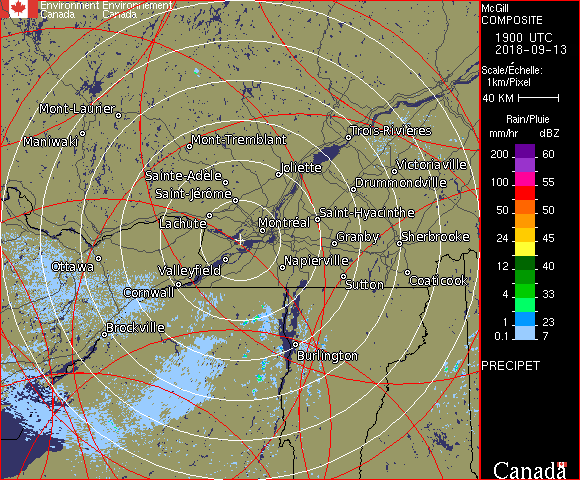 Environment Environnement
Canada Canada
McGill
COMPOSITE
1900 UTC
2018-09-13
Scale/Échelle:
1km/Pixel
40 KM
Rain/Pluie
mm/hr dBZ
200 60
100 55
50 50
24 45
12 40
4 33
1 23
0.1 7
PRECIPET
Canada
Mont-Laurier
Maniwaki
Mont-Tremblant
Trois-Rivières
Sainte-Adèle
Joliette
Victoriaville
Saint-Jérôme
Drummondville
Lachute
Montréal
Saint-Hyacinthe
Granby
Sherbrooke
Ottawa
Valleyfield
Napierville
Cornwall
Sutton
Coaticook
Brockville
Burlington